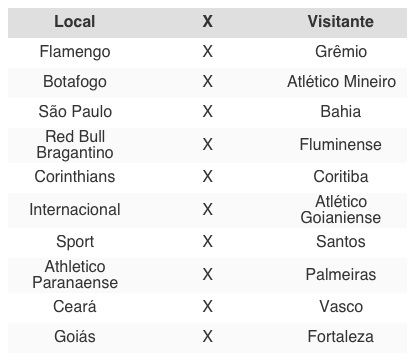 Local X Visitante
Flamengo X Grêmio
Botafogo X Atlético Mineiro
São Paulo X Bahia
Red Bull
Bragantino X Fluminense
Corinthians X Coritiba
Internacional X Atlético
Goianiense
Sport X Santos
Athletico
Paranaense X Palmeiras
Ceará X Vasco
Goiás X Fortaleza